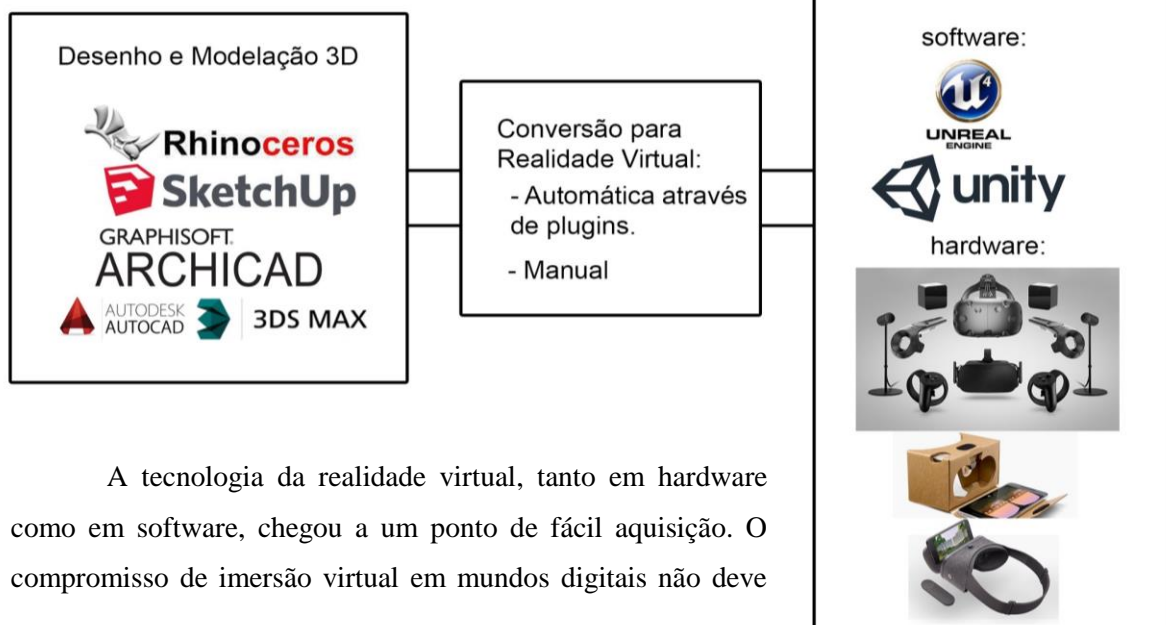 Desenho e Modelação 3D
Rhinoceros
SketchUp
GRAPHISOFT.
ARCHICAD
AUTODESK
AUTOCAD
3DS MAX
Conversão para
Realidade Virtual:
- Automática através
de plugins.
- Manual
software:
4
UNREAL
ENGINE
unity
hardware:
A tecnologia da realidade virtual, tanto em hardware
como em software, chegou a um ponto de fácil aquisição. O
compromisso de imersão virtual em mundos digitais não deve